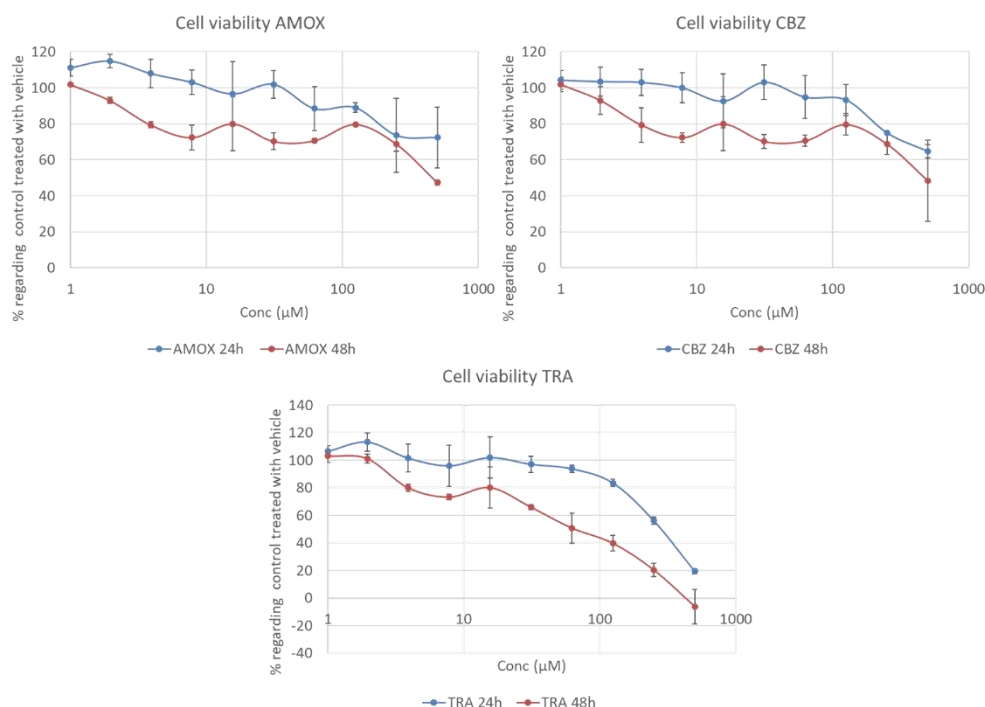 Cell viability AMOX
% regarding control treated with vehicle
120
100
80
60
40
20
0
1
10
100
1000
Conc (µM)
AMOX 24h
AMOX 48h
Cell viability CBZ
% regarding control treated with vehicle
120
100
80
60
40
20
0
1
10
100
1000
Conc (µM)
CBZ 24h
CBZ 48h
Cell viability TRA
% regarding control treated with vehicle
140
120
100
80
60
40
20
0
-20
-40
1
10
100
1000
Conc (µM)
TRA 24h
TRA 48h